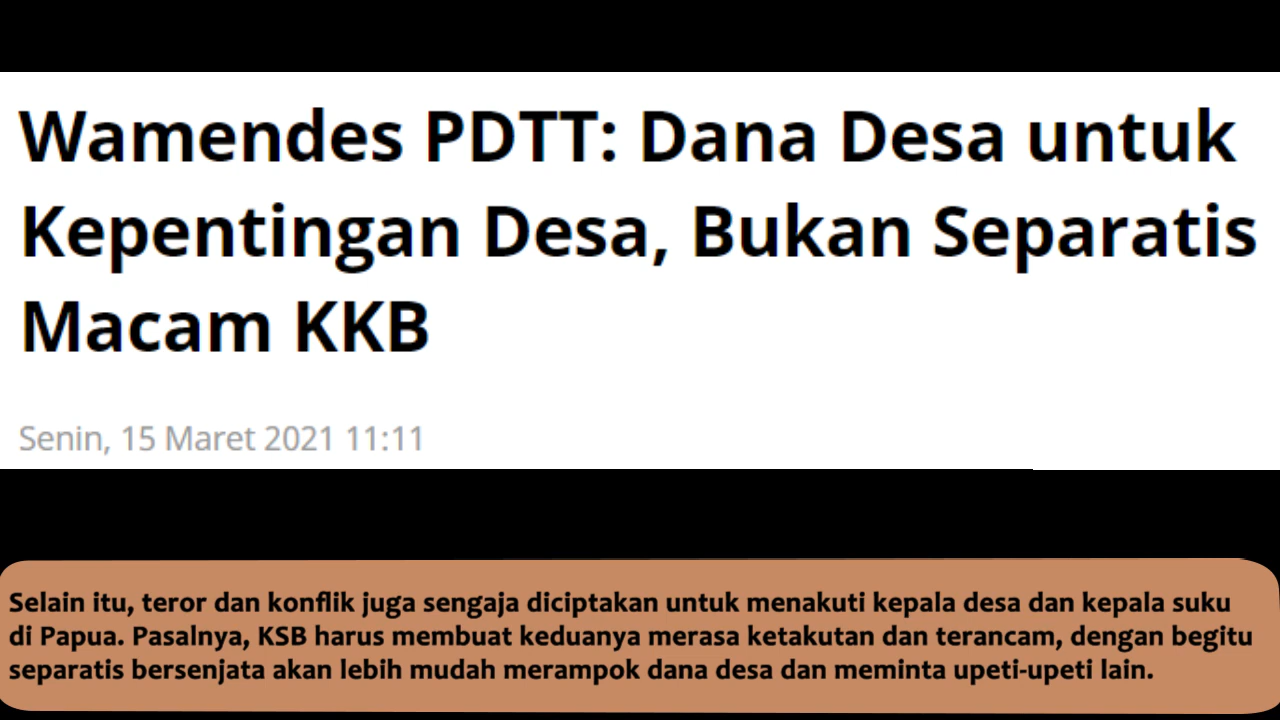 Wamendes PDTT: Dana Desa untuk
Kepentingan Desa, Bukan Separatis
Macam KKB
Senin, 15 Maret 2021 11:11
Selain itu, teror dan konflik juga sengaja diciptakan untuk menakuti kepala desa dan kepala suku
di Papua. Pasalnya, KSB harus membuat keduanya merasa ketakutan dan terancam, dengan begitu
separatis bersenjata akan lebih mudah merampok dana desa dan meminta upeti-upeti lain.